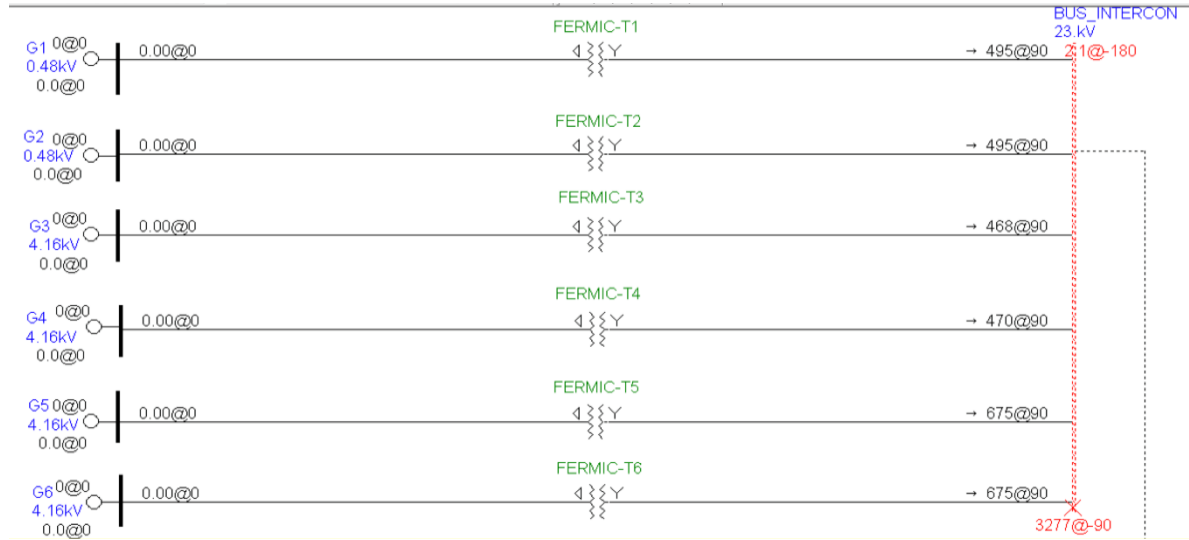 BUS_INTERCON
23.kV
2.1@-180
FERMIC-T1
G1 0@0
0.48kV
0.0@0
0.00@0
→ 495@90
FERMIC-T2
G2 0@0
0.48kV
0.0@0
0.00@0
→ 495@90
FERMIC-T3
G3 0@0
4.16kV
0.0@0
0.00@0
→ 468@90
FERMIC-T4
G4 0@0
4.16kV
0.0@0
0.00@0
→ 470@90
FERMIC-T5
G5 0@0
4.16kV
0.0@0
0.00@0
→ 675@90
FERMIC-T6
G6 0@0
4.16kV
0.0@0
0.00@0
→ 675@90
3277@-90